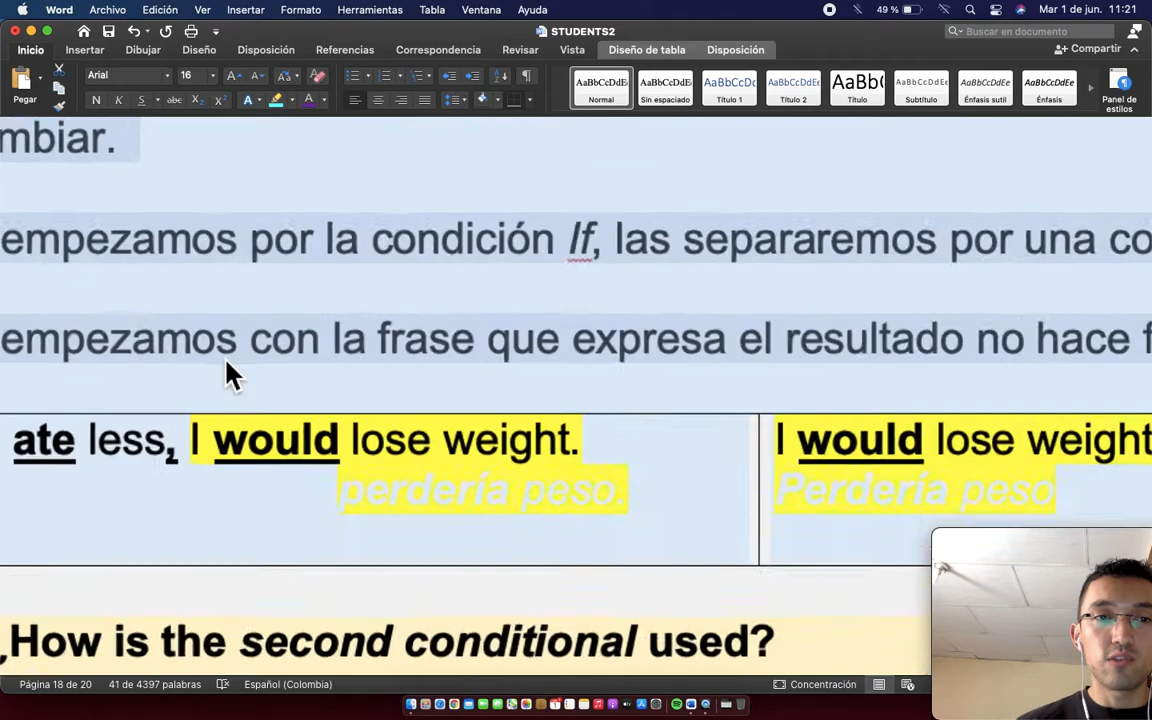 Word Archivo Edición Ver Insertar Formato Herramientas Tabla Ventana Ayuda 49 % Mar 1 de jun. 11:21
STUDENTS2 Buscar en documento
Inicio Insertar Dibujar Diseño Disposición Referencias Correspondencia Revisar Vista Diseño de tabla Disposición Compartir
Arial 16
Pegar N K S abc X₂ X² A A
AaBbCcDdEe AaBbCcDdEe AaBbCcDc AaBbCcDdEe AaBb( AaBbCcDdEe AaBbCcDdEe AaBbCcDdEe
Normal Sin espaciado Título 1 Título 2 Título Subtítulo Énfasis sutil Énfasis Panel de estilos
mbiar.
empezamos por la condición If, las separaremos por una co
empezamos con la frase que expresa el resultado no hace f
ate less, I would lose weight. I would lose weight
perdería peso. Perdería peso
¿How is the second conditional used?
Página 18 de 20 41 de 4397 palabras Español (Colombia) Concentración